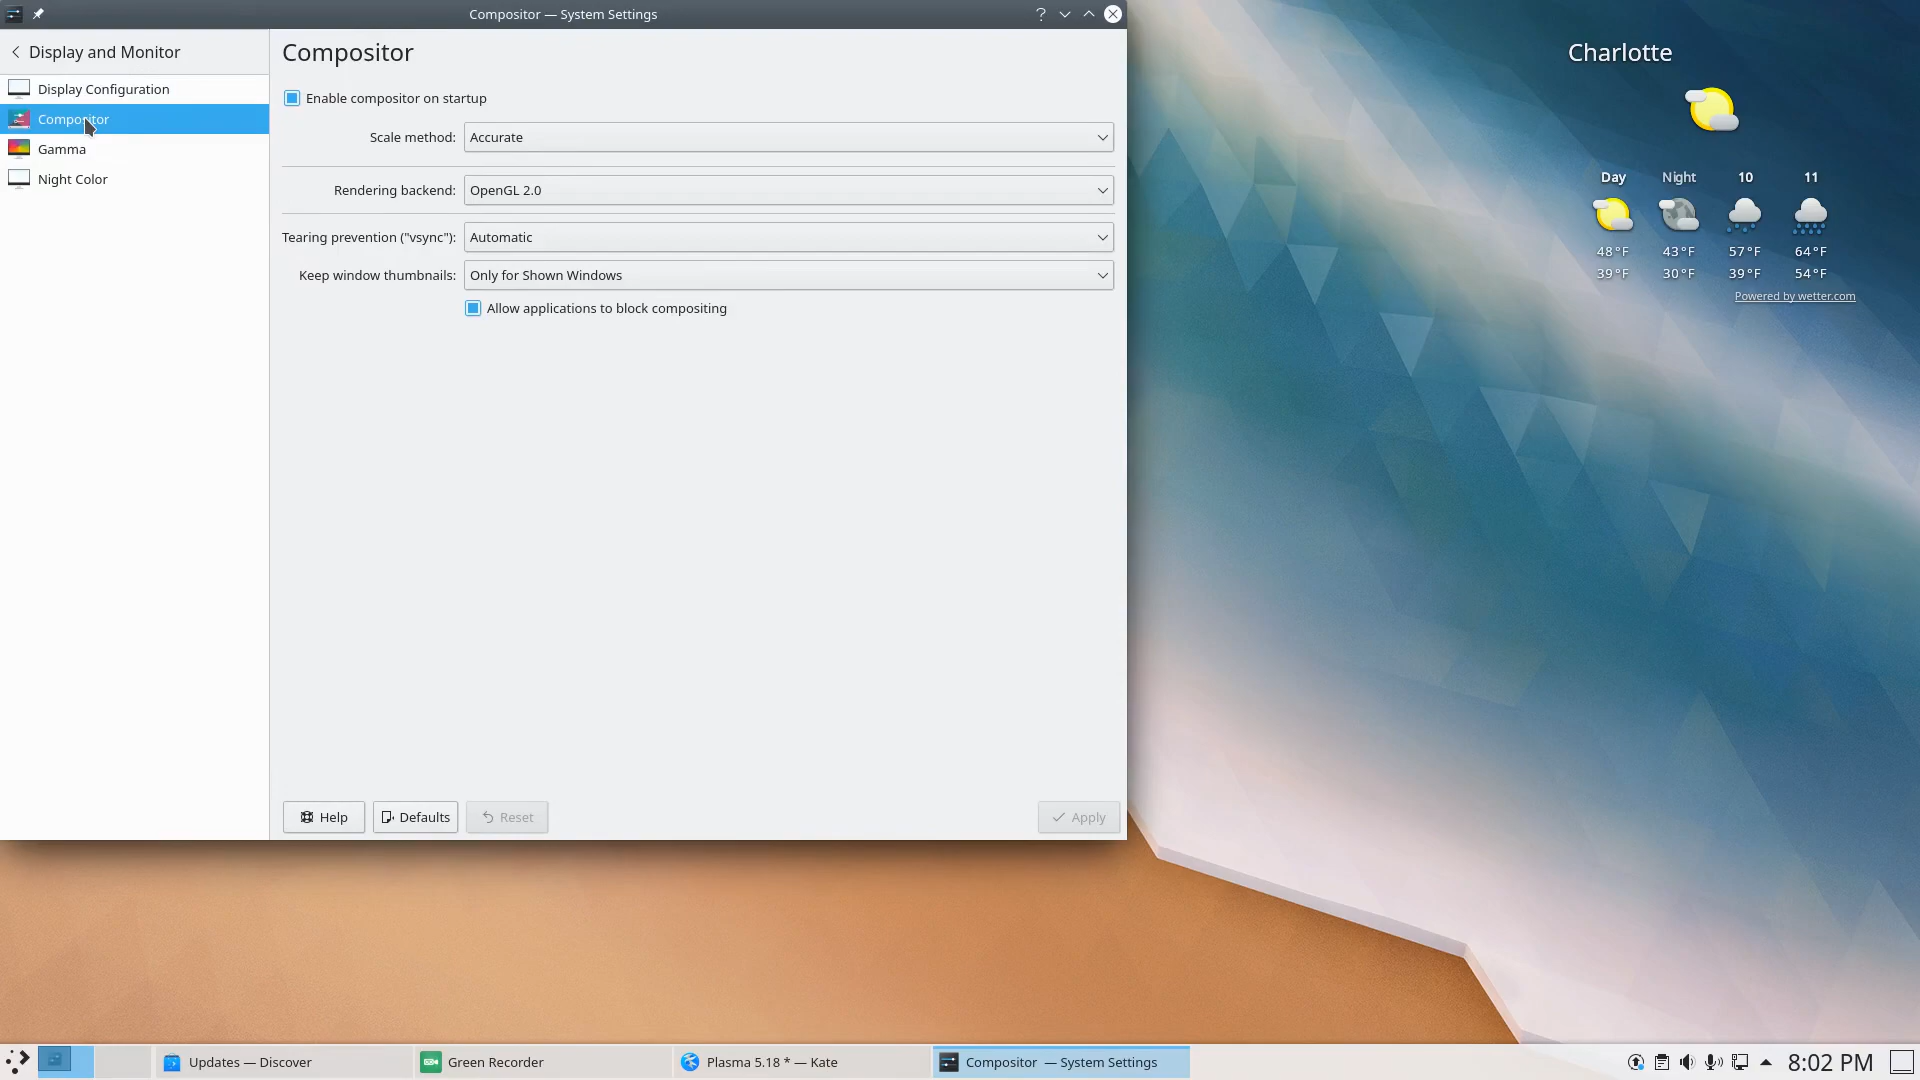 Compositor — System Settings
Display and Monitor
Display Configuration
Compositor
Gamma
Night Color
Compositor
Enable compositor on startup
Scale method: Accurate
Rendering backend: OpenGL 2.0
Tearing prevention ("vsync"): Automatic
Keep window thumbnails: Only for Shown Windows
Allow applications to block compositing
Help Defaults Reset Apply
Charlotte
Day Night 10 11
48°F 43°F 57°F 64°F
39°F 30°F 39°F 54°F
Powered by wetter.com
Updates — Discover
Green Recorder
Plasma 5.18 * — Kate
Compositor — System Settings
8:02 PM